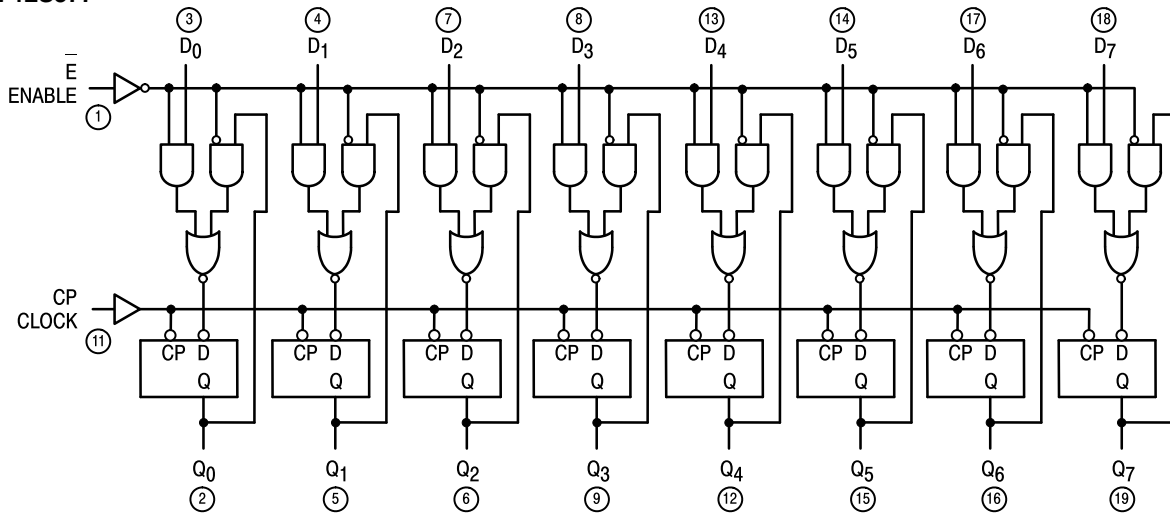 3 4 7 8 13 14 17 18
D0 D1 D2 D3 D4 D5 D6 D7
E
ENABLE
1
CP
CLOCK
11
CP D CP D CP D CP D CP D CP D CP D CP D
Q Q Q Q Q Q Q Q
Q0 Q1 Q2 Q3 Q4 Q5 Q6 Q7
2 5 6 9 12 15 16 19